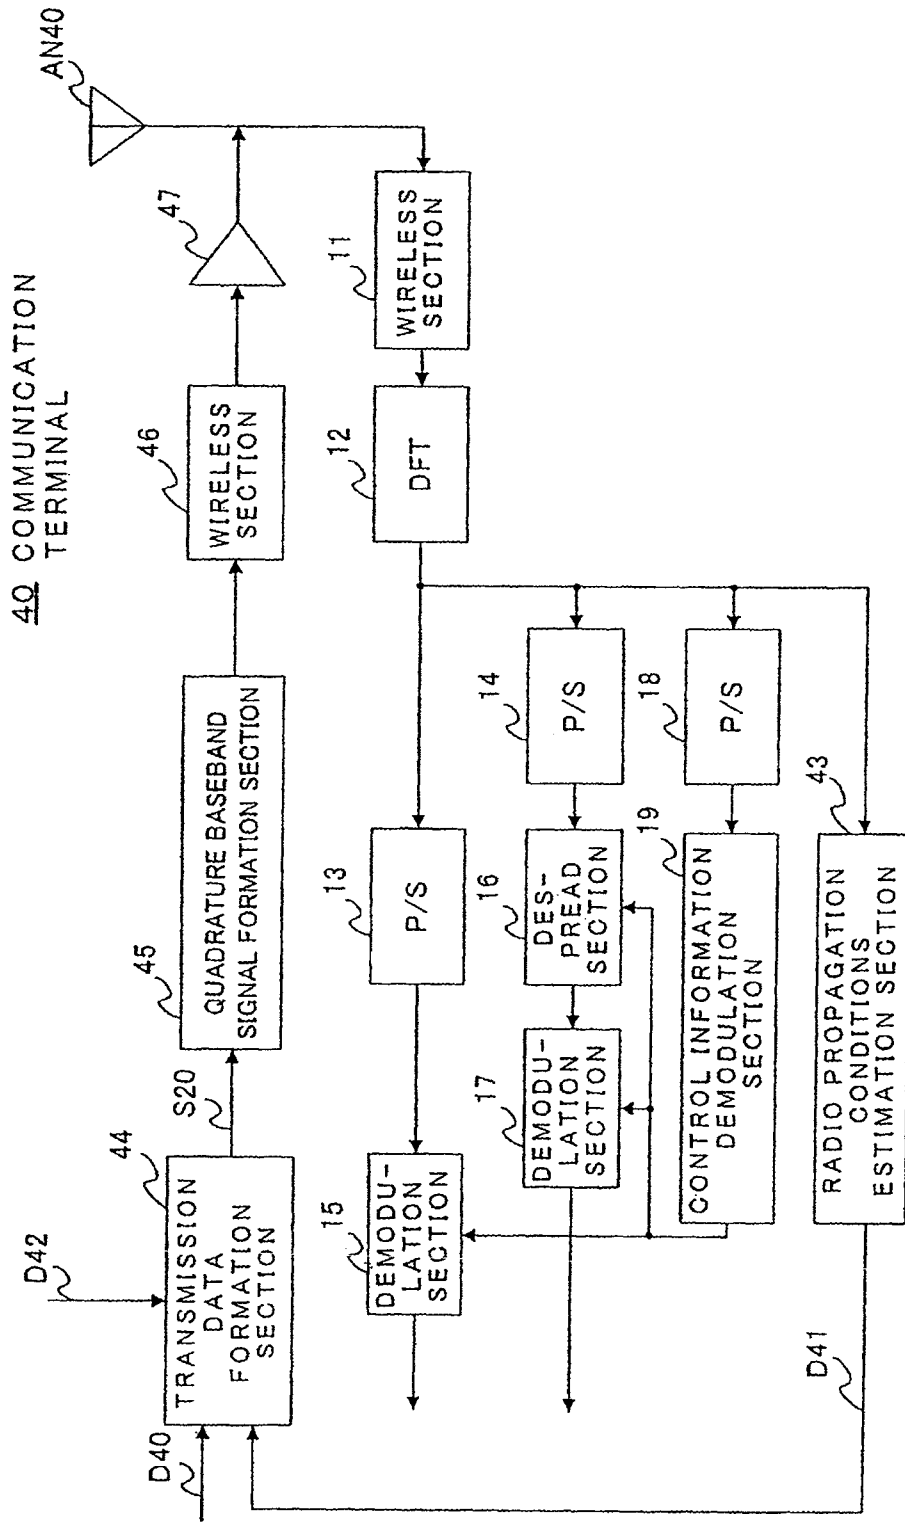 40 COMMUNICATION
TERMINAL
AN40
47
46
WIRELESS
SECTION
45
QUADRATURE BASEBAND
SIGNAL FORMATION SECTION
S20
44
TRANSMISSION
DATA
FORMATION
SECTION
D42
D40
11
WIRELESS
SECTION
12
DFT
13
P/S
15
DEMODU-
LATION
SECTION
14
P/S
16
DES-
PREAD
SECTION
17
DEMODU-
LATION
SECTION
18
P/S
19
CONTROL INFORMATION
DEMODULATION
SECTION
43
RADIO PROPAGATION
CONDITIONS
ESTIMATION SECTION
D41